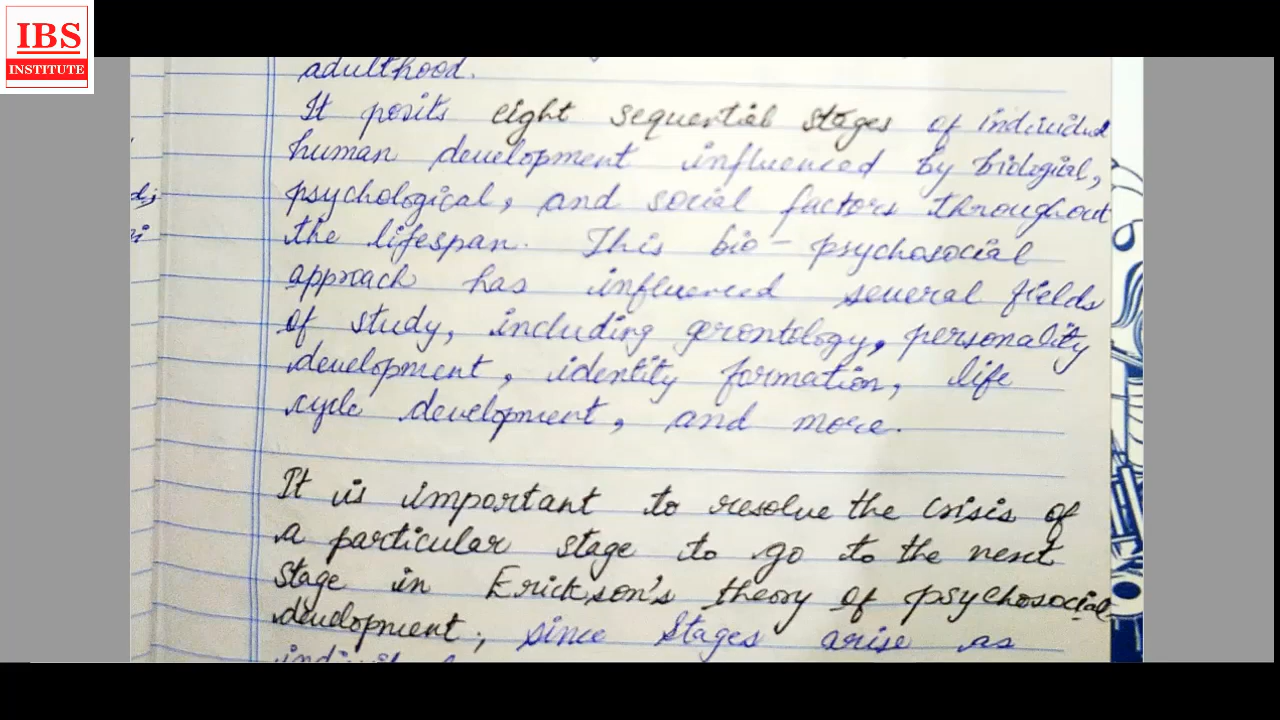 IBS
INSTITUTE
adulthood.
It posits eight sequential stages of individual
human development influenced by biological,
psychological, and social factors throughout
the lifespan. This bio-psychosocial
approach has influenced several fields
of study, including gerontology, personality
development, identity formation, life
cycle development, and more.
It is important to resolve the crisis of
a particular stage to go to the next
stage in Erickson's theory of psychosocial
development, since stages arise as